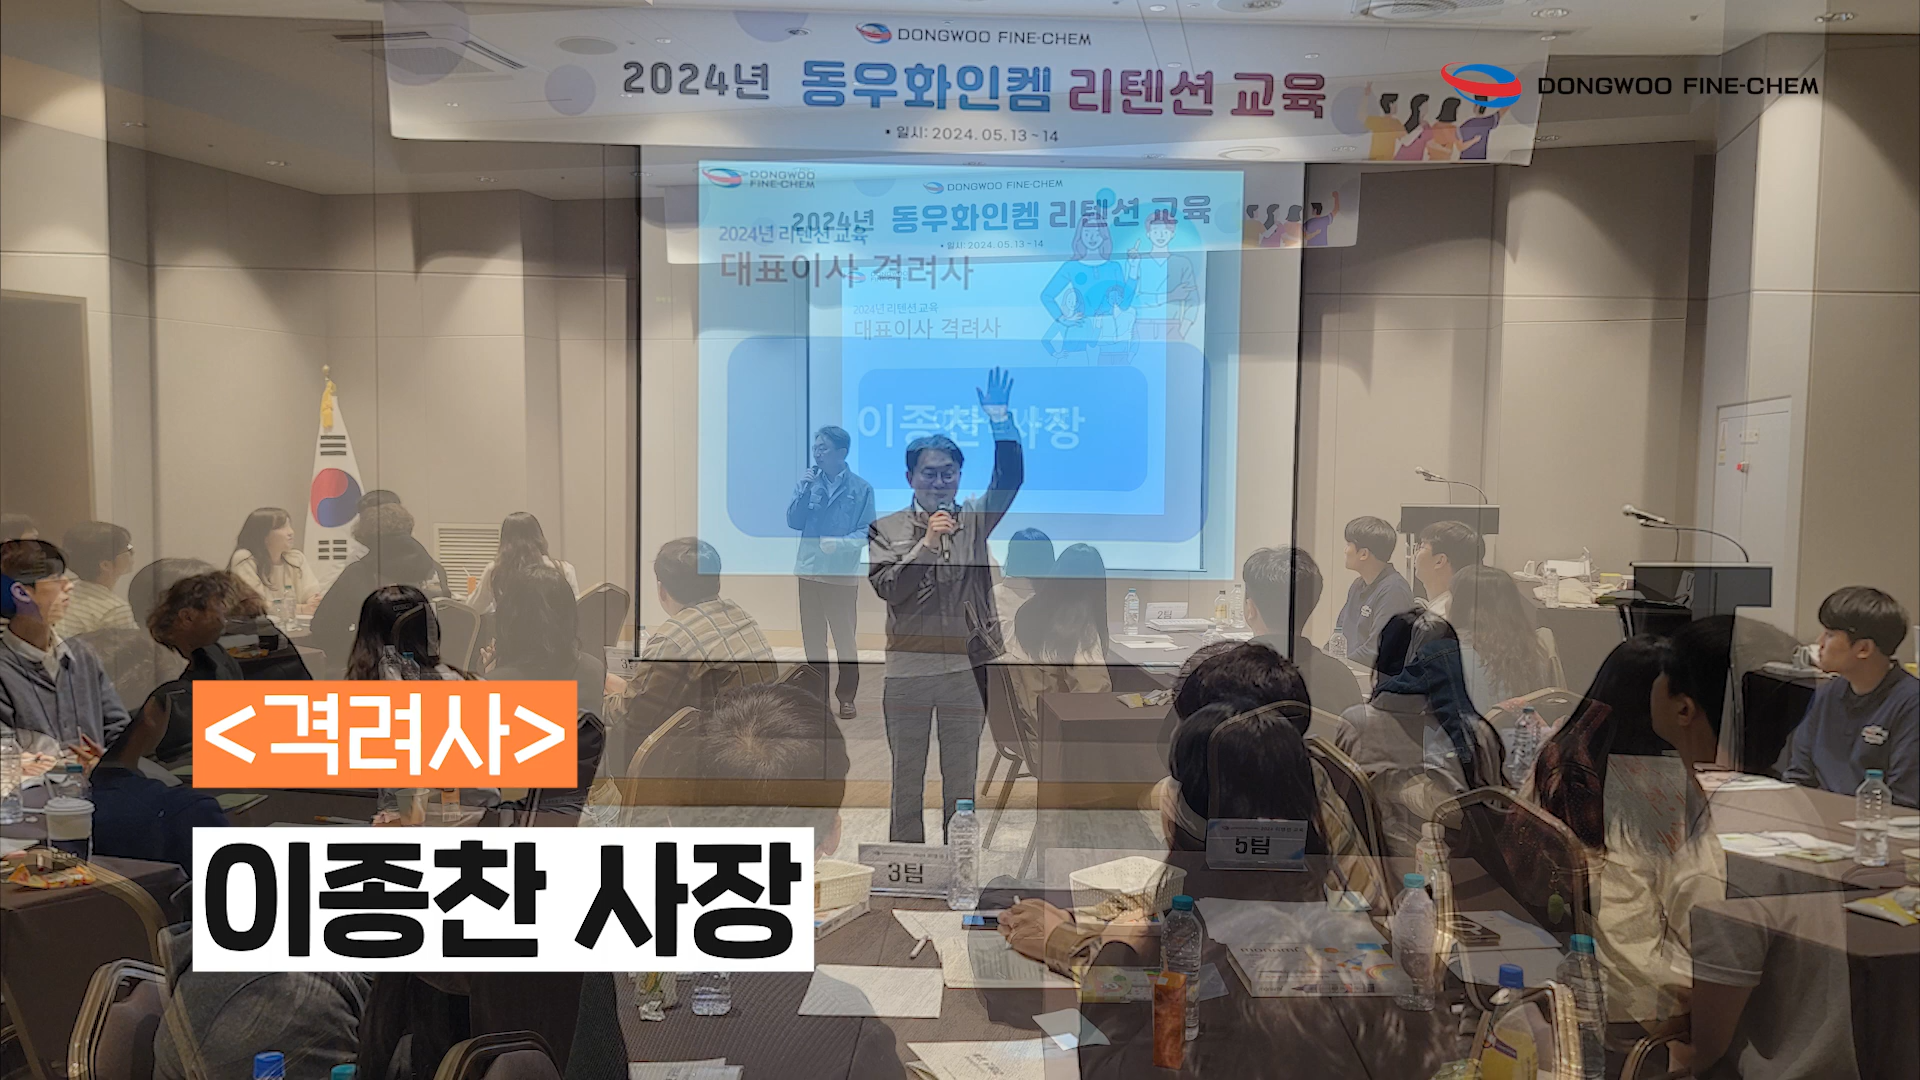 DONGWOO FINE-CHEM
2024년 동우화인켐 리텐션 교육
• 일시: 2024. 05. 13 ~ 14
DONGWOO FINE-CHEM
DONGWOO
FINE-CHEM
DONGWOO FINE-CHEM
2024년 동우화인켐 리텐션 교육
• 일시: 2024. 05. 13 ~ 14
2024년 리텐션 교육
대표이사 격려사
2024년 리텐션 교육
대표이사 격려사
이종찬 사장
2팀
<격려사>
이종찬 사장
3팀
5팀